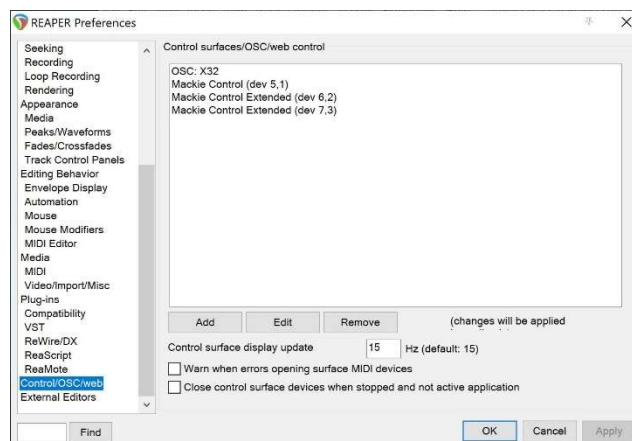 REAPER Preferences
Seeking
Recording
Loop Recording
Rendering
Appearance
Media
Peaks/Waveforms
Fades/Crossfades
Track Control Panels
Editing Behavior
Envelope Display
Automation
Mouse
Mouse Modifiers
MIDI Editor
Media
MIDI
Video/Import/Misc
Plug-ins
Compatibility
VST
ReWire/DX
ReaScript
ReaMote
Control/OSC/web
External Editors
Find
Control surfaces/OSC/web control
OSC: X32
Mackie Control (dev 5,1)
Mackie Control Extended (dev 6,2)
Mackie Control Extended (dev 7,3)
Add Edit Remove (changes will be applied
Control surface display update 15 Hz (default: 15)
Warn when errors opening surface MIDI devices
Close control surface devices when stopped and not active application
OK Cancel Apply